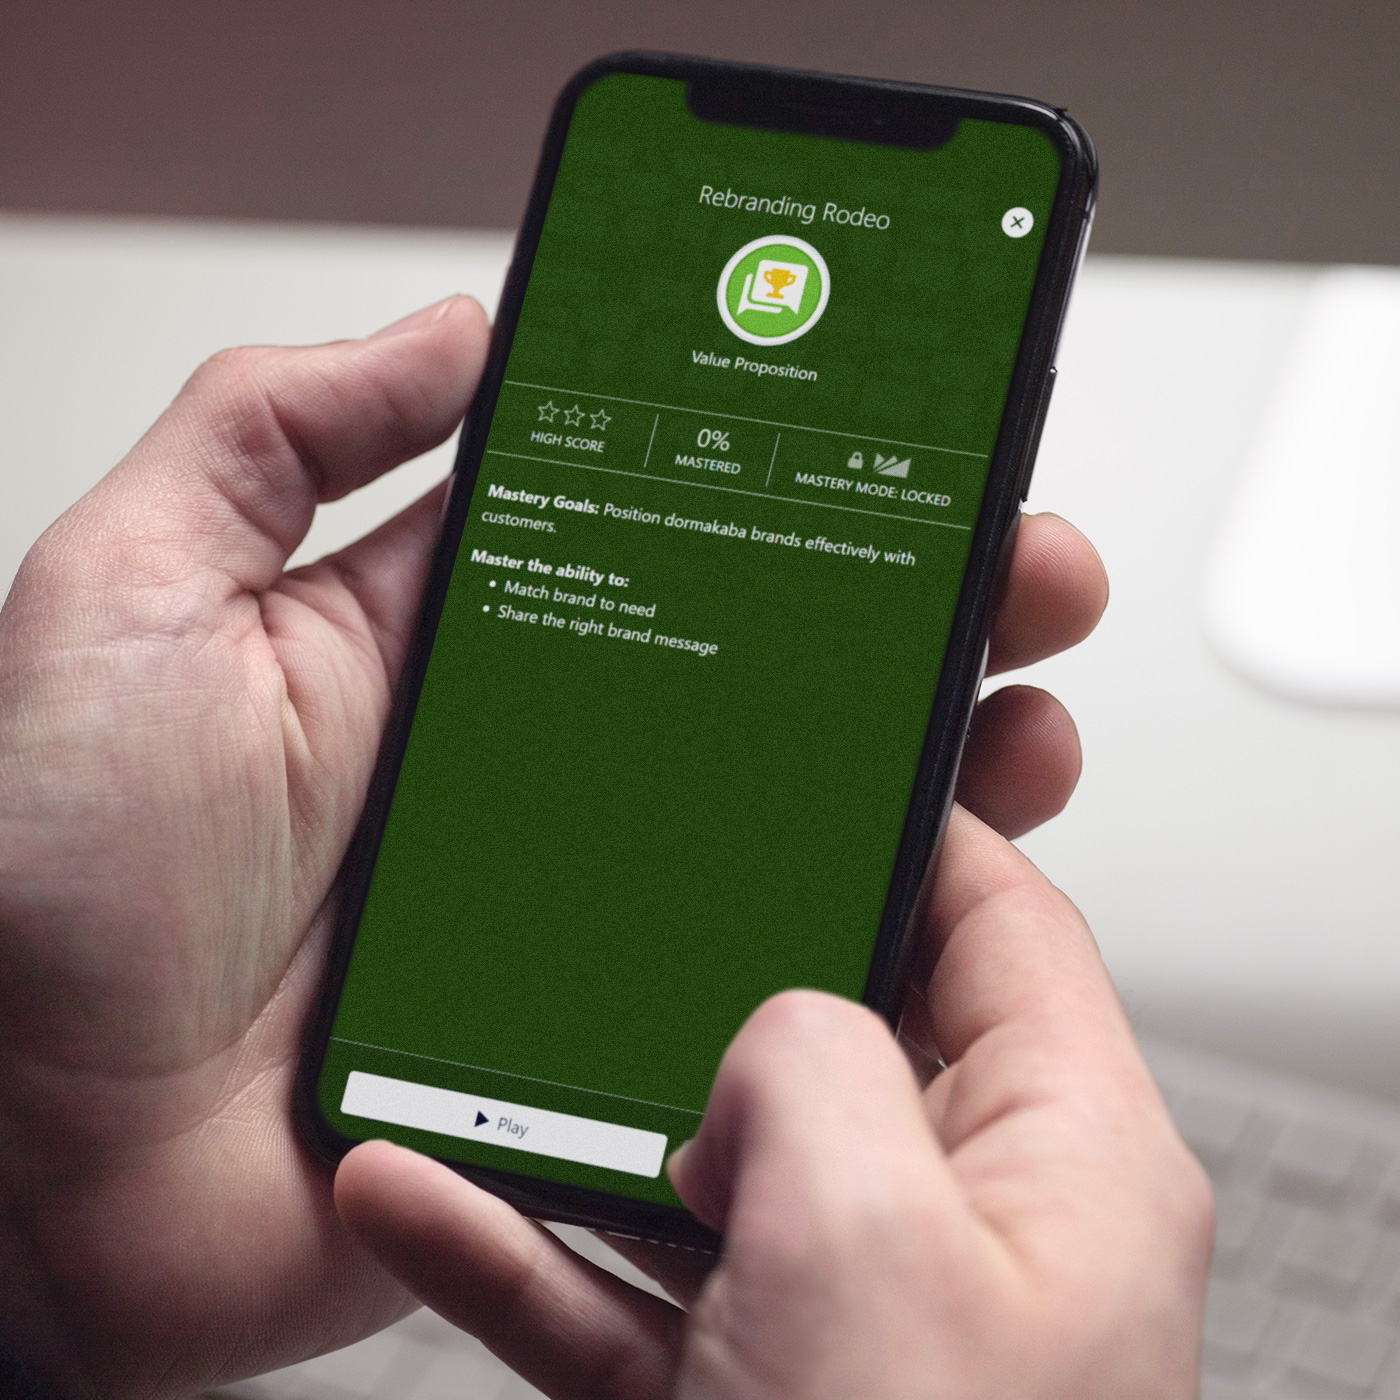 Rebranding Rodeo
Value Proposition
HIGH SCORE
0%
MASTERED
MASTERY MODE: LOCKED
Mastery Goals: Position dormakaba brands effectively with
customers.
Master the ability to:
• Match brand to need
• Share the right brand message
Play